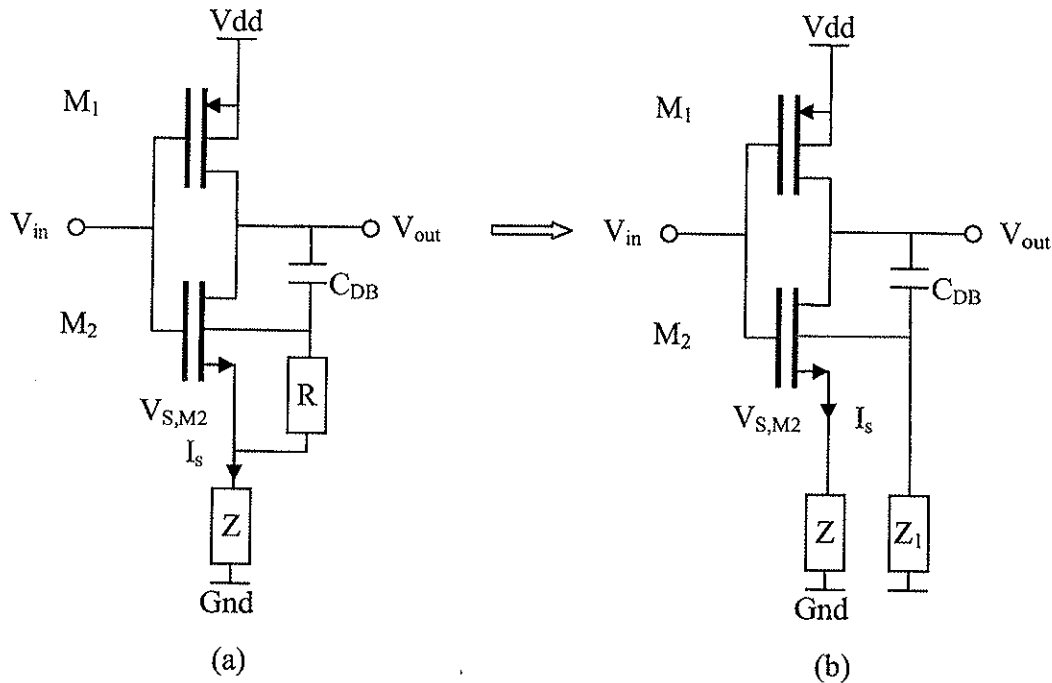 Vdd
M1
Vin
Vout
CDB
M2
R
VS,M2
Is
Z
Gnd
(a)
Vdd
M1
Vin
Vout
CDB
M2
VS,M2
Is
Z
Z1
Gnd
(b)